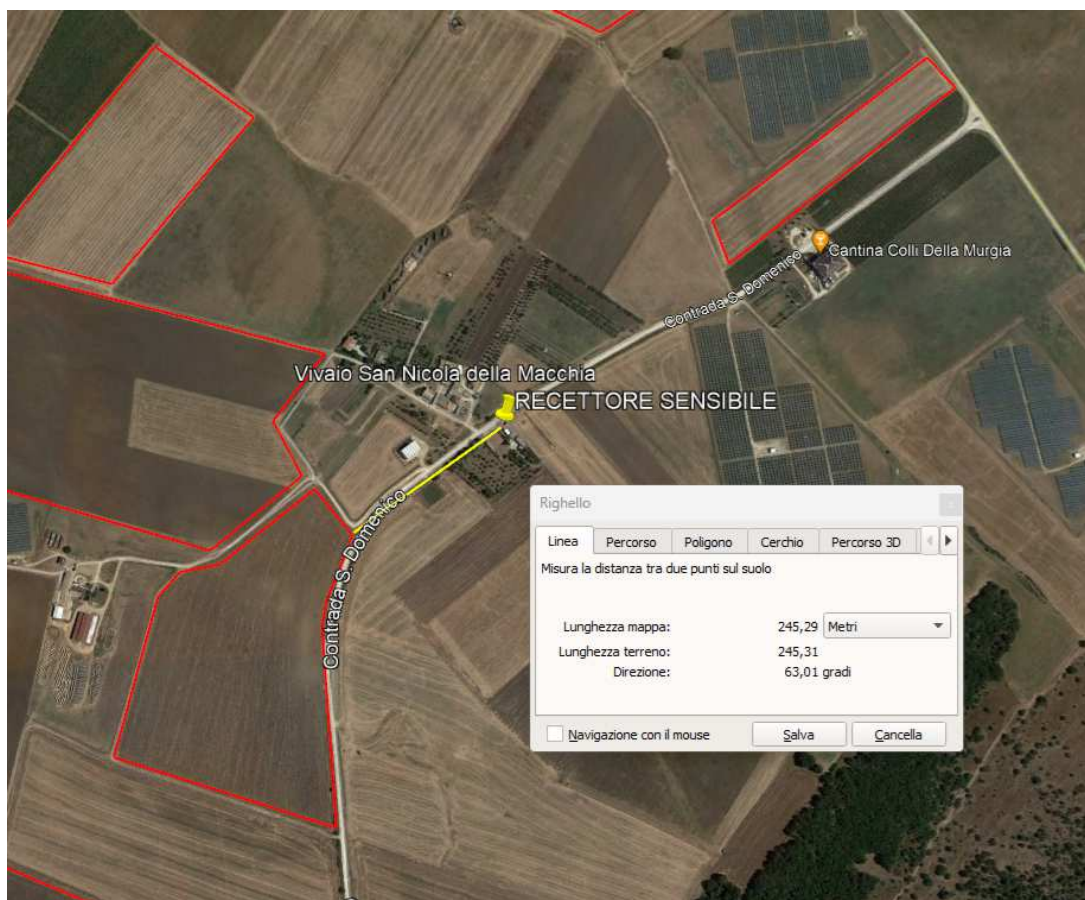 Cantina Colli Della Murgia
Contrada S. Domenico
Vivaio San Nicola della Macchia
RECETTORE SENSIBILE
Contrada S. Domenico
Righello
Linea Percorso Poligono Cerchio Percorso 3D
Misura la distanza tra due punti sul suolo
Lunghezza mappa: 245,29 Metri
Lunghezza terreno: 245,31
Direzione: 63,01 gradi
Navigazione con il mouse Salva Cancella